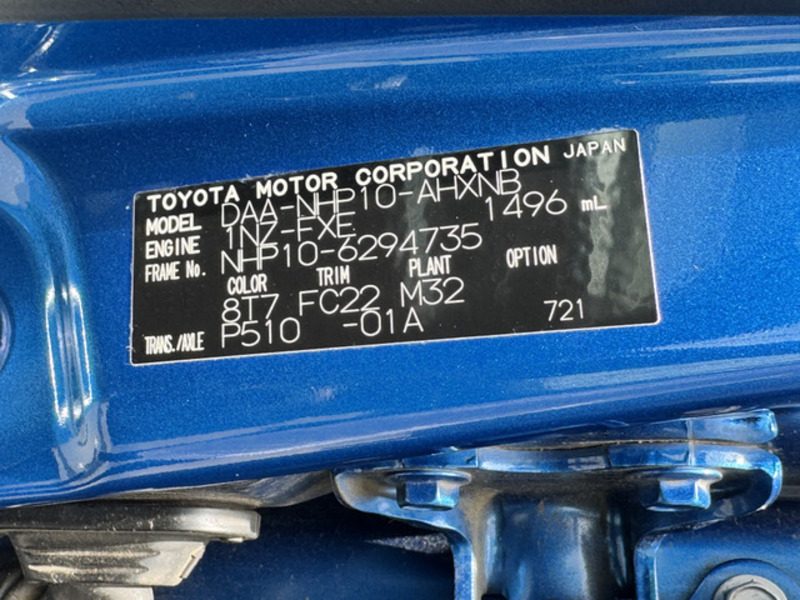 TOYOTA MOTOR CORPORATION JAPAN
MODEL DAA-NHP10-AHXNB
ENGINE 1NZ-FXE 1496 mL
FRAME No. NHP10-6294735
COLOR TRIM PLANT OPTION
8T7 FC22 M32
TRANS./AXLE P510 -01A 721